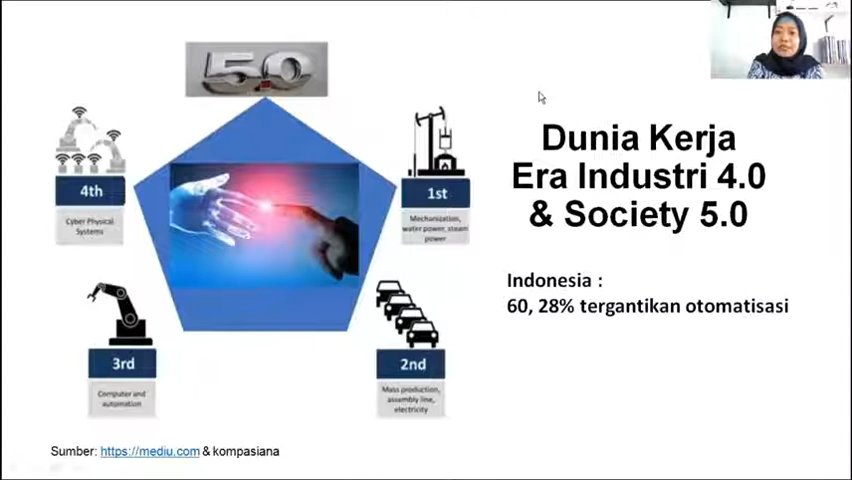 5.0
Dunia Kerja
Era Industri 4.0
& Society 5.0
Indonesia :
60, 28% tergantikan otomatisasi
4th
Cyber Physical
Systems
1st
Mechanization,
water power, steam
power
3rd
Computer and
automation
2nd
Mass production,
assembly line,
electricity
Sumber: https://mediu.com & kompasiana